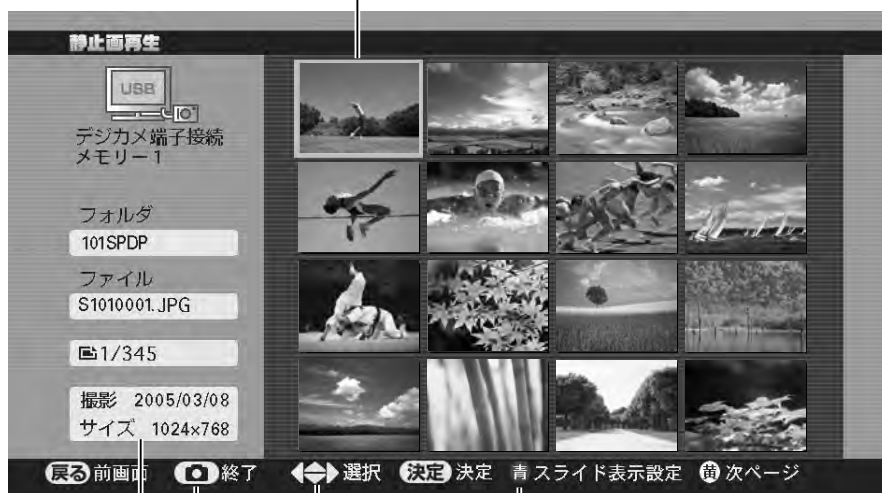 静止画再生
USB
デジカメ端子接続
メモリー1
フォルダ
101SPDP
ファイル
S1010001.JPG
1/345
撮影 2005/03/08
サイズ 1024×768
戻る 前画面 終了 選択 決定 決定 青 スライド表示設定 黄 次ページ